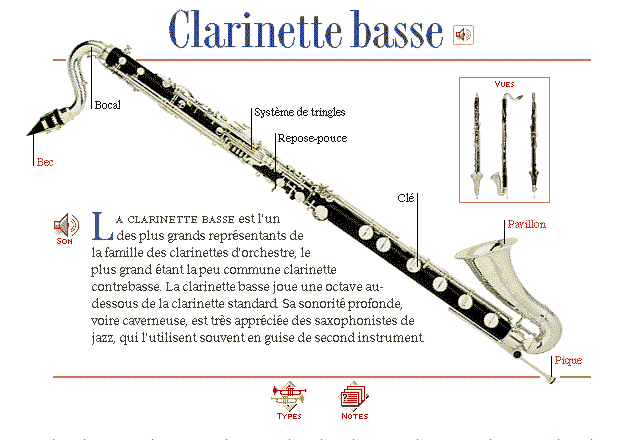 Clarinette basse
VUES
Bocal
Système de tringles
Repose-pouce
Bec
Clé
Pavillon
SON
LA CLARINETTE BASSE est l'un
des plus grands représentants de
la famille des clarinettes d'orchestre, le
plus grand étant la peu commune clarinette
contrebasse. La clarinette basse joue une octave au-
dessous de la clarinette standard. Sa sonorité profonde,
voire caverneuse, est très appréciée des saxophonistes de
jazz, qui l'utilisent souvent en guise de second instrument.
Pique
TYPES
NOTES